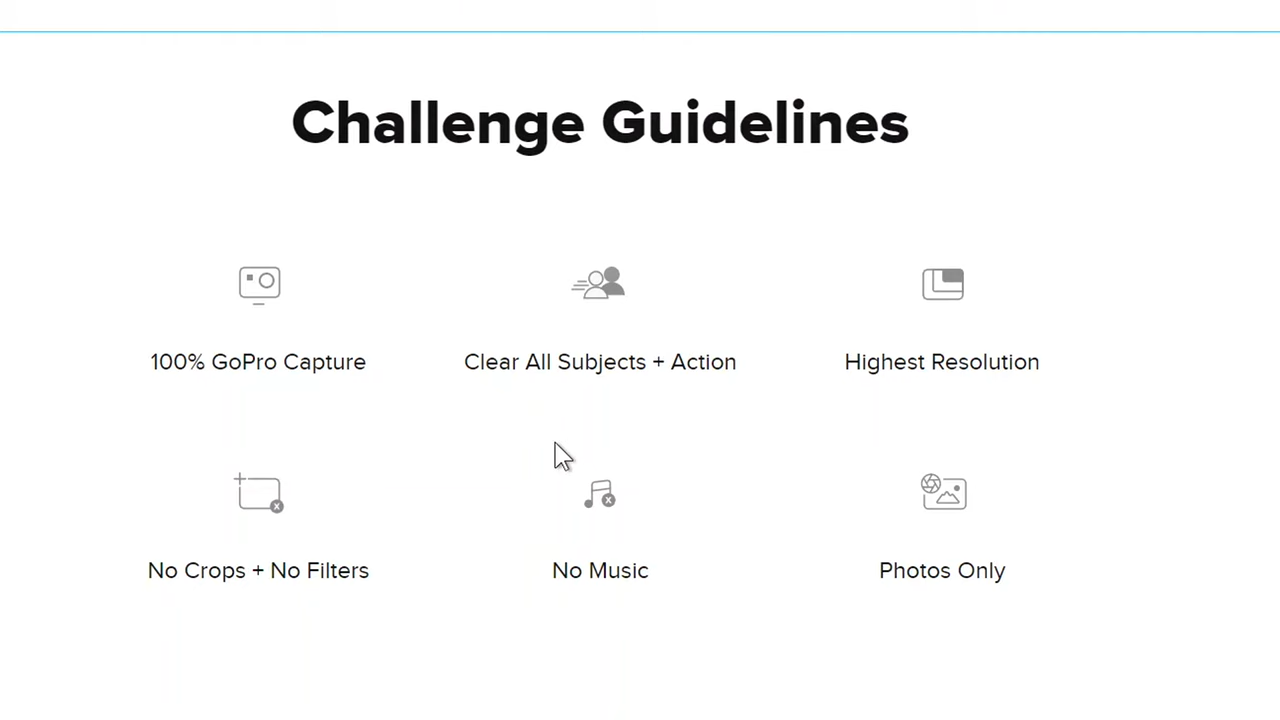 Challenge Guidelines
100% GoPro Capture
Clear All Subjects + Action
Highest Resolution
No Crops + No Filters
No Music
Photos Only